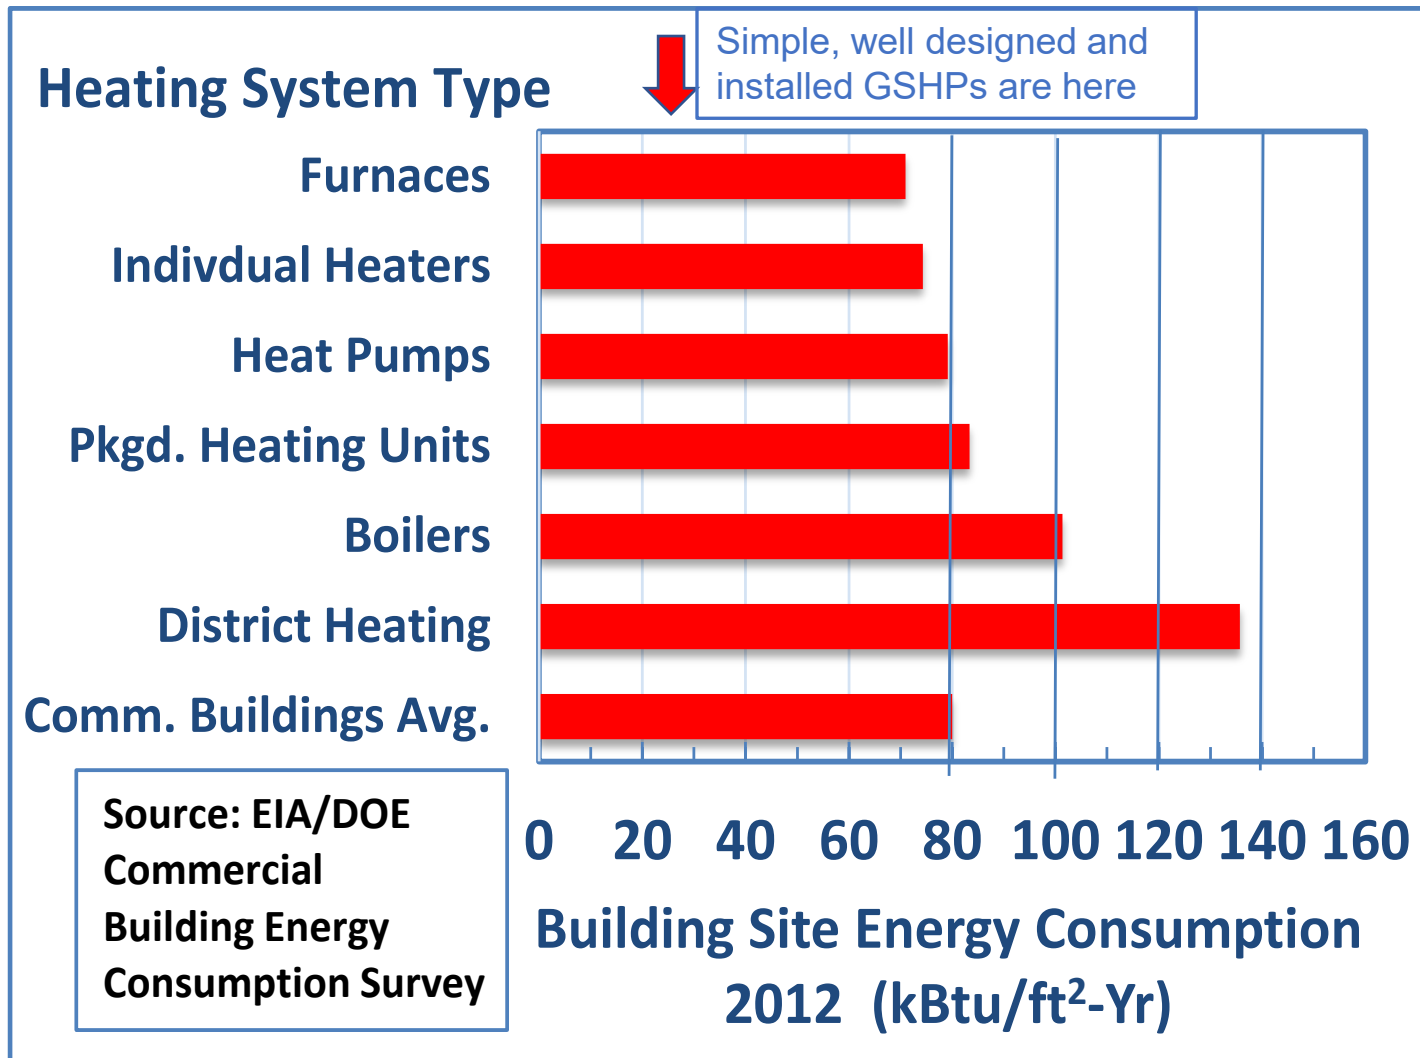 Simple, well designed and
installed GSHPs are here
Heating System Type
Furnaces
Indivdual Heaters
Heat Pumps
Pkgd. Heating Units
Boilers
District Heating
Comm. Buildings Avg.
0 20 40 60 80 100 120 140 160
Building Site Energy Consumption
2012 (kBtu/ft²-Yr)
Source: EIA/DOE
Commercial
Building Energy
Consumption Survey